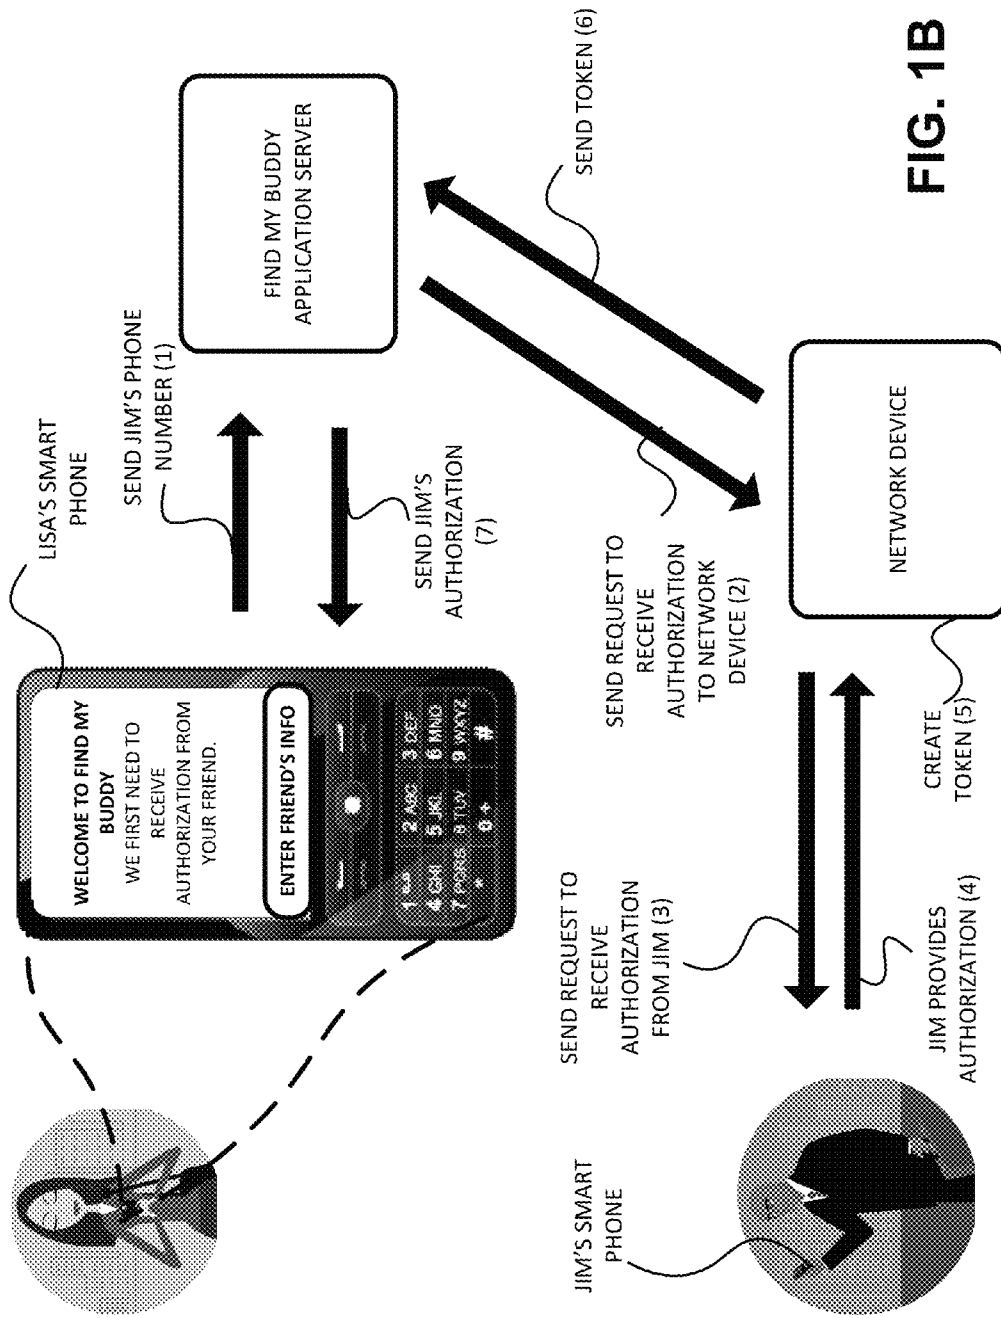 LISA'S SMART
PHONE
WELCOME TO FIND MY
BUDDY
WE FIRST NEED TO
RECEIVE
AUTHORIZATION FROM
YOUR FRIEND.
ENTER FRIEND'S INFO
2 ABC
3 DEF
4 GHI
5 JKL
6 MNO
7 PQRS
8 TUV
9 WXYZ
*
0 +
#
SEND JIM'S PHONE
NUMBER (1)
SEND JIM'S
AUTHORIZATION
(7)
FIND MY BUDDY
APPLICATION SERVER
SEND REQUEST TO
RECEIVE
AUTHORIZATION
TO NETWORK
DEVICE (2)
SEND TOKEN (6)
JIM'S SMART
PHONE
SEND REQUEST TO
RECEIVE
AUTHORIZATION
FROM JIM (3)
JIM PROVIDES
AUTHORIZATION (4)
CREATE
TOKEN (5)
NETWORK DEVICE
FIG. 1B